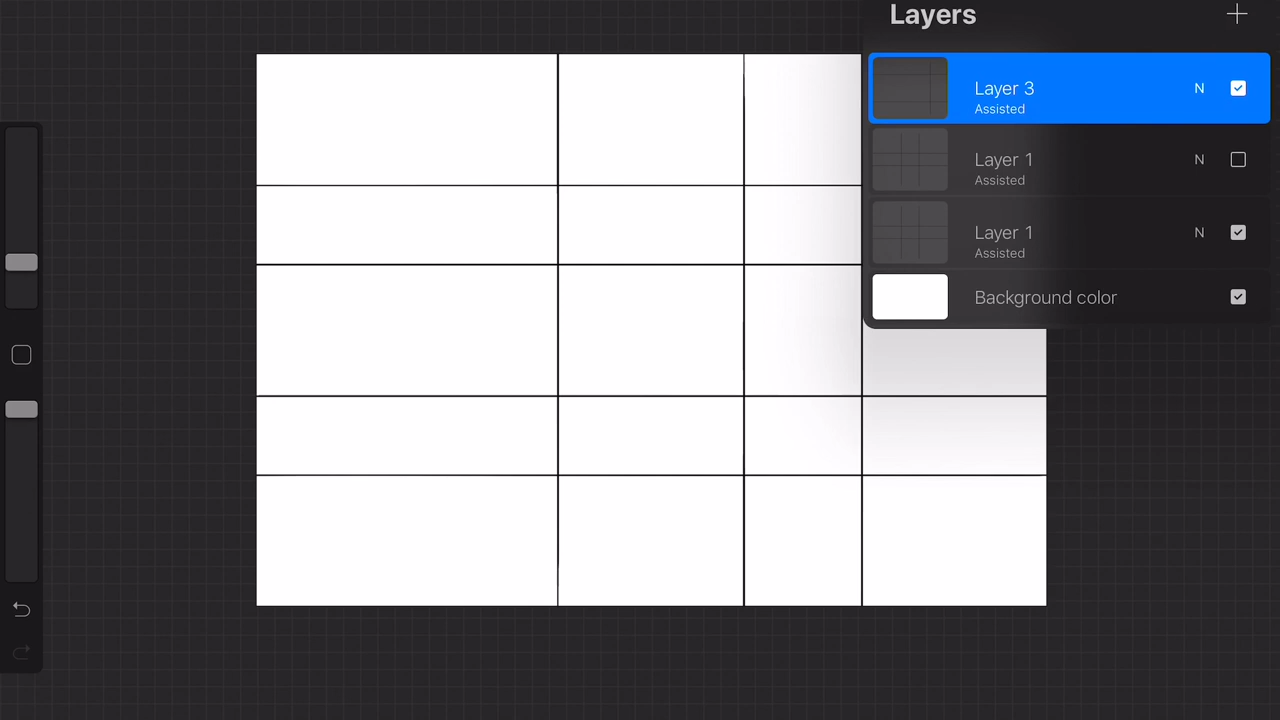 Layers
Layer 3 N
Assisted
Layer 1 N
Assisted
Layer 1 N
Assisted
Background color